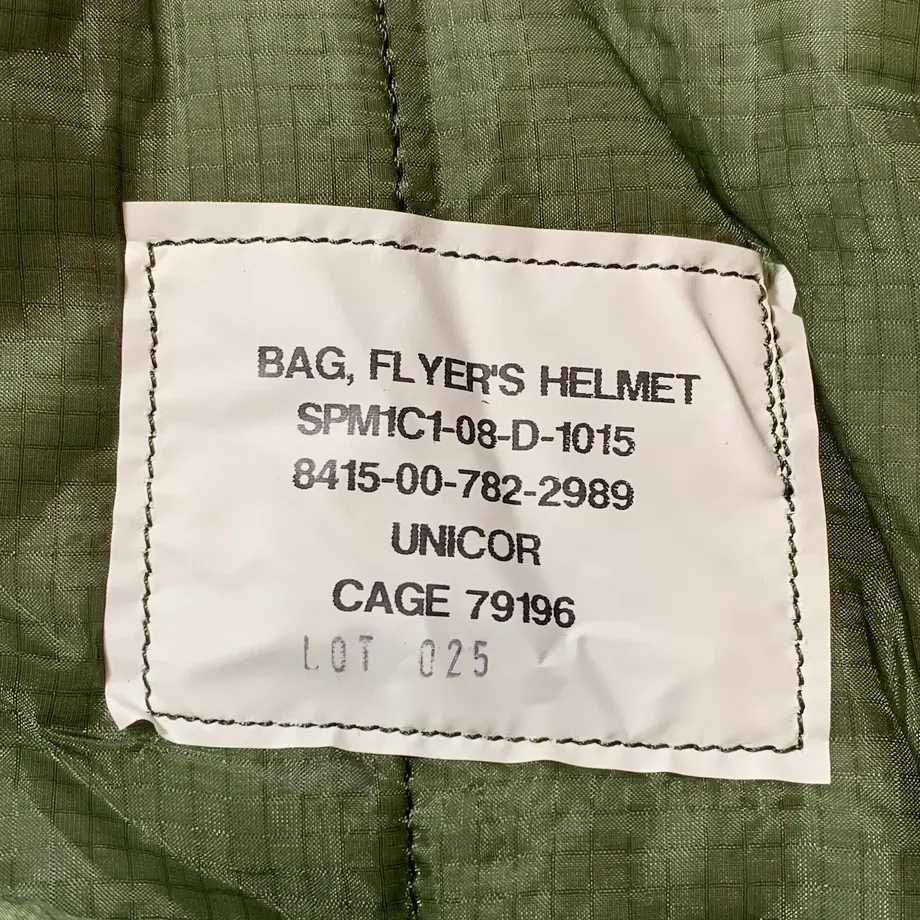 BAG, FLYER'S HELMET
SPM1C1-08-D-1015
8415-00-782-2989
UNICOR
CAGE 79196
LOT 025